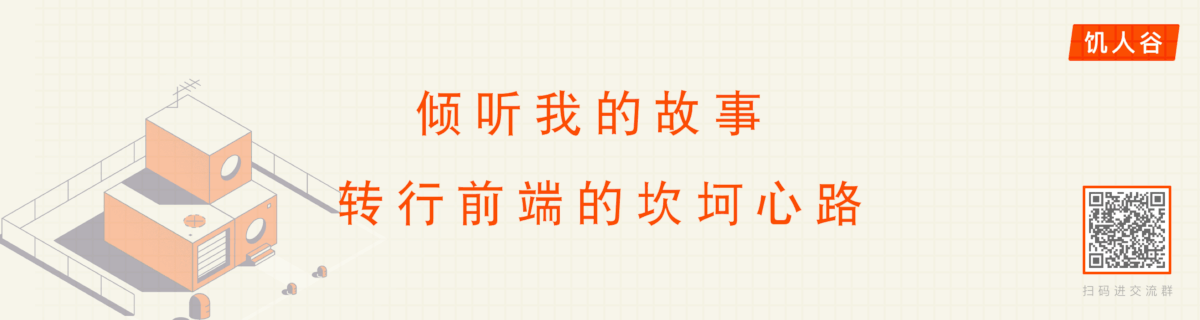 饥人谷
倾听我的故事
转行前端的坎坷心路
扫码进交流群